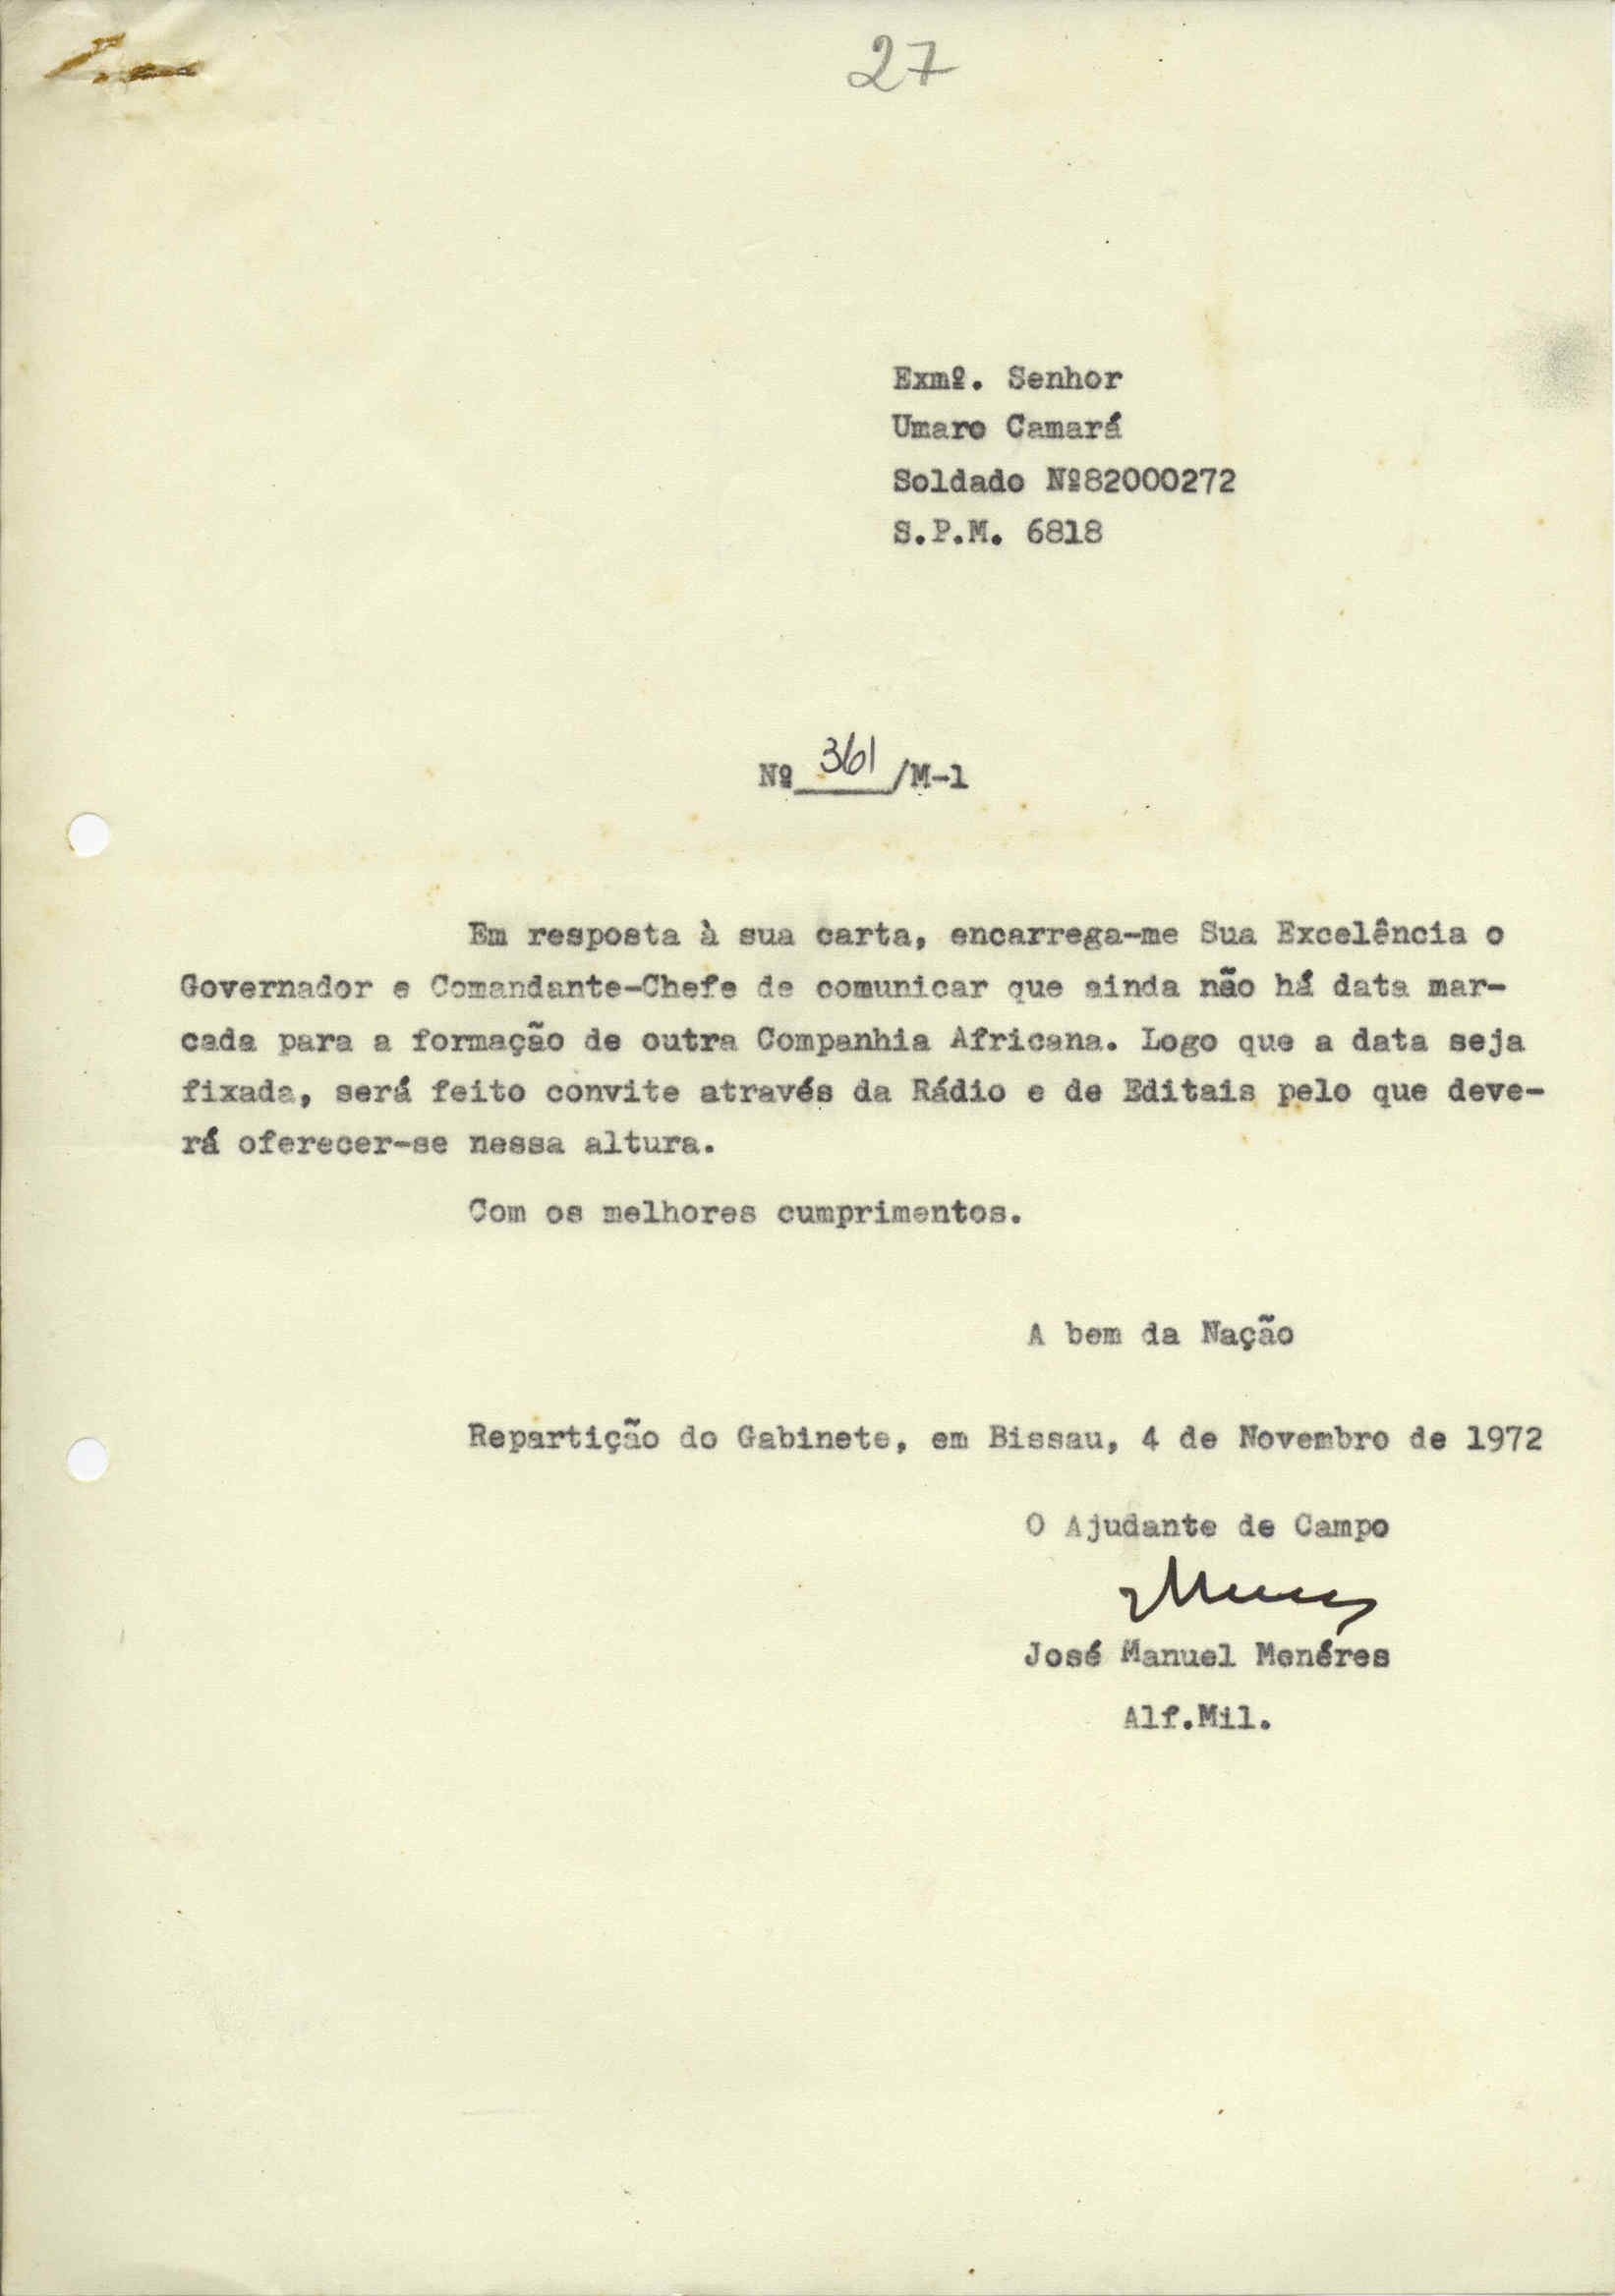 27
Exmº. Senhor
Umaro Camará
Soldado Nº82000272
S.P.M. 6818
Nº 361/M-1
Em resposta à sua carta, encarrega-me Sua Excelência o
Governador e Comandante-Chefe de comunicar que ainda não há data mar-
cada para a formação de outra Companhia Africana. Logo que a data seja
fixada, será feito convite através da Rádio e de Editais pelo que deve-
rá oferecer-se nessa altura.
Com os melhores cumprimentos.
A bem da Nação
Repartição do Gabinete, em Bissau, 4 de Novembro de 1972
O Ajudante de Campo
José Manuel Menéres
Alf.Mil.